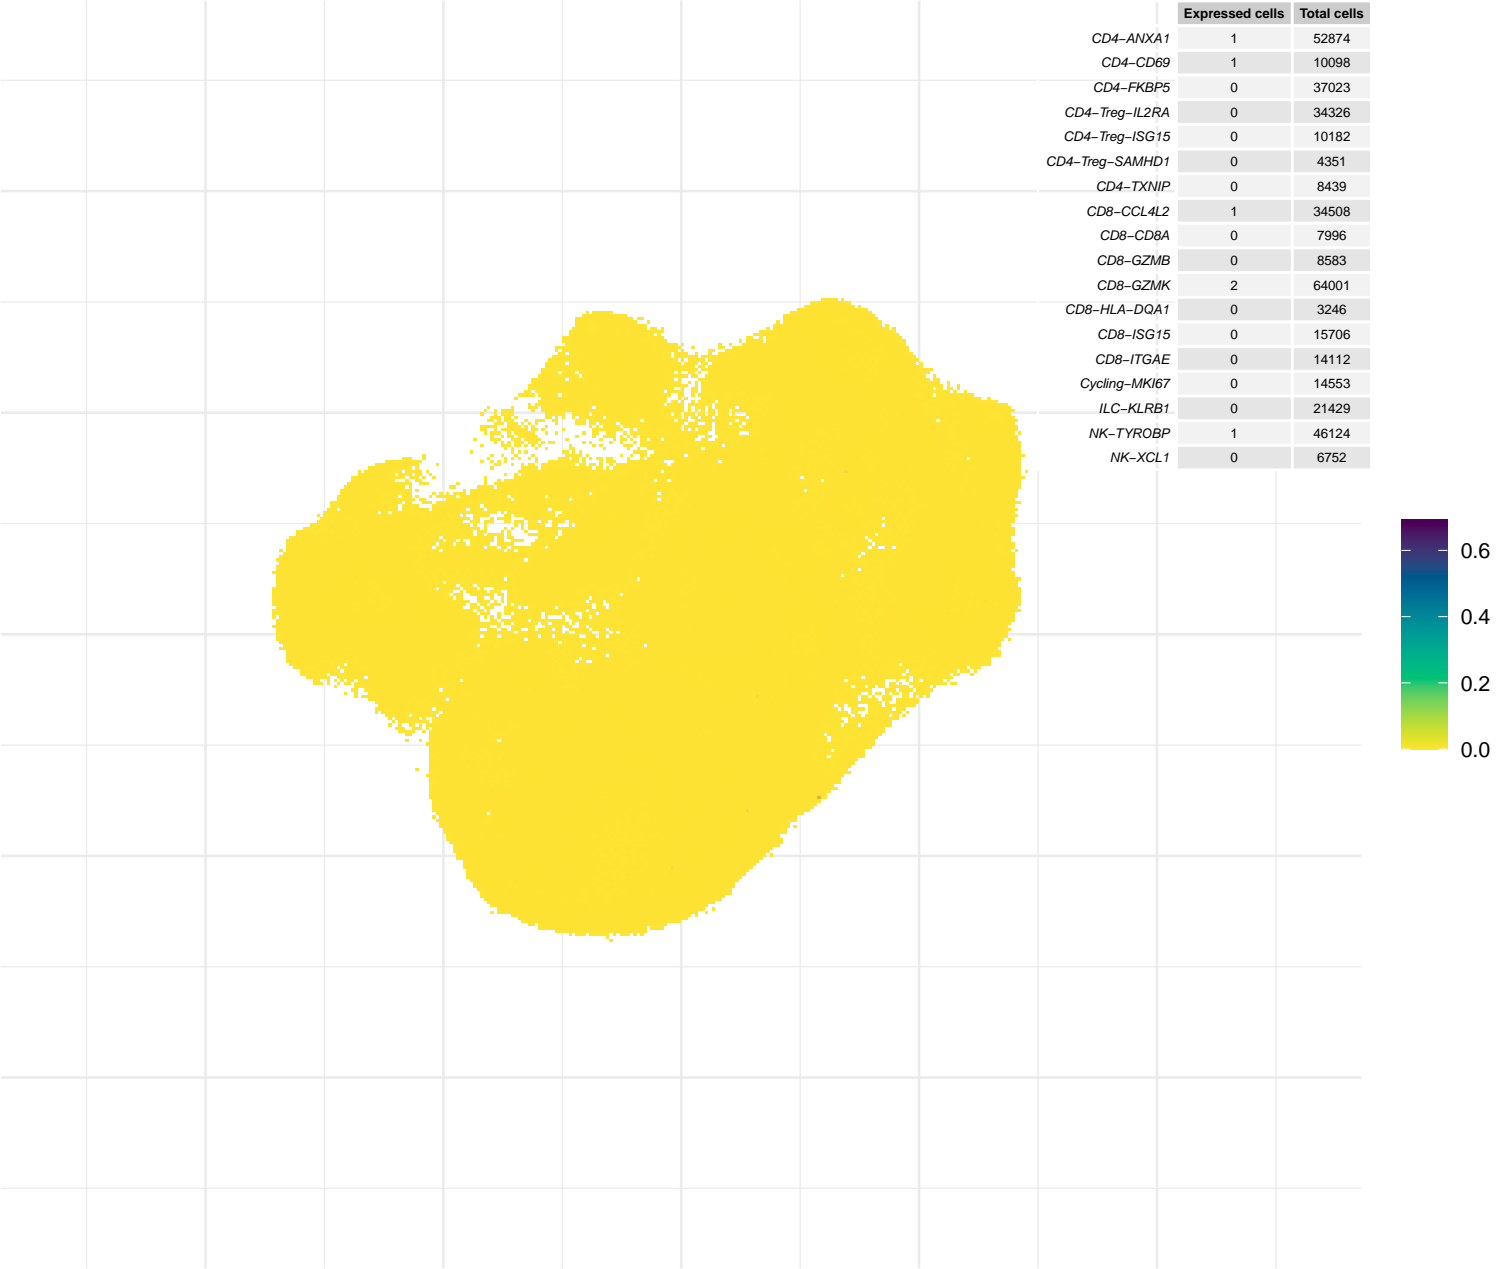 Expressed cells Total cells
CD4−ANXA1 1 52874
CD4−CD69 1 10098
CD4−FKBP5 0 37023
CD4−Treg−IL2RA 0 34326
CD4−Treg−ISG15 0 10182
CD4−Treg−SAMHD1 0 4351
CD4−TXNIP 0 8439
CD8−CCL4L2 1 34508
CD8−CD8A 0 7996
CD8−GZMB 0 8583
CD8−GZMK 2 64001
CD8−HLA−DQA1 0 3246
CD8−ISG15 0 15706
CD8−ITGAE 0 14112
Cycling−MKI67 0 14553
ILC−KLRB1 0 21429
NK−TYROBP 1 46124
NK−XCL1 0 6752
0.6
0.4
0.2
0.0